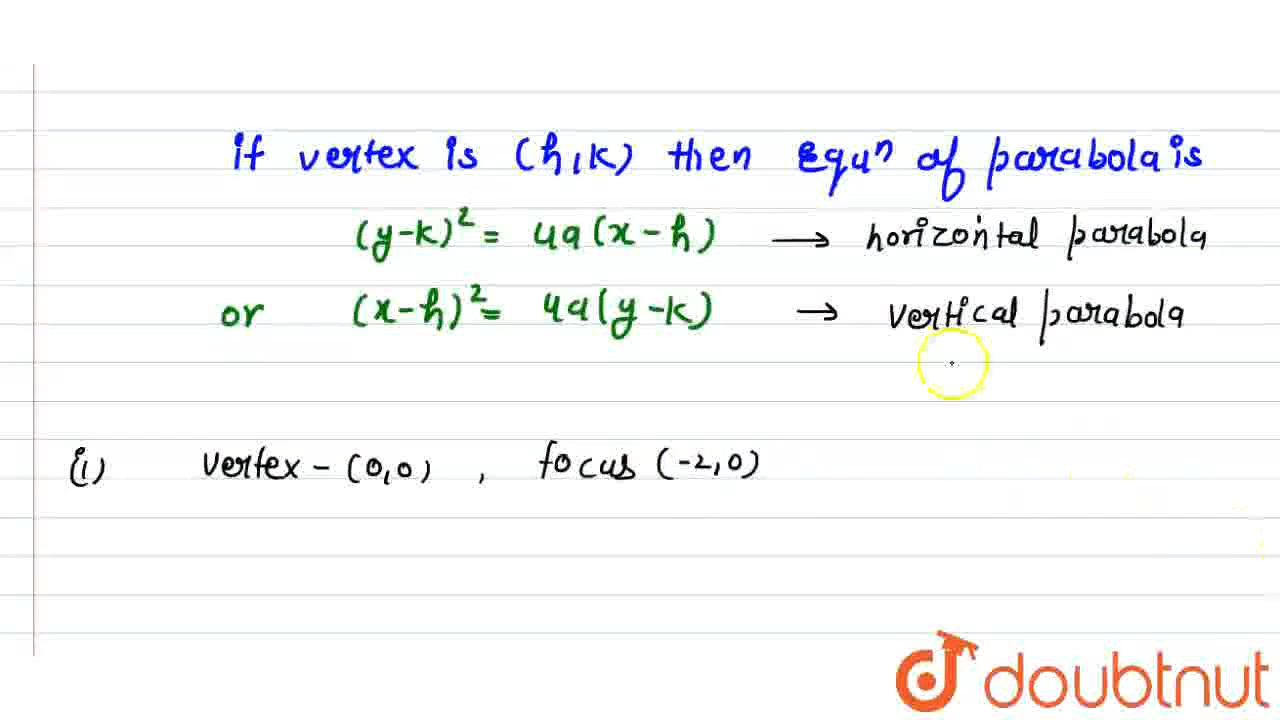 if vertex is (h,k) then Equⁿ of parabola is
(y-k)² = 4a(x-h) → horizontal parabola
or (x-h)² = 4a(y-k) → vertical parabola
(i) vertex - (0,0) , focus (-2,0)
doubtnut